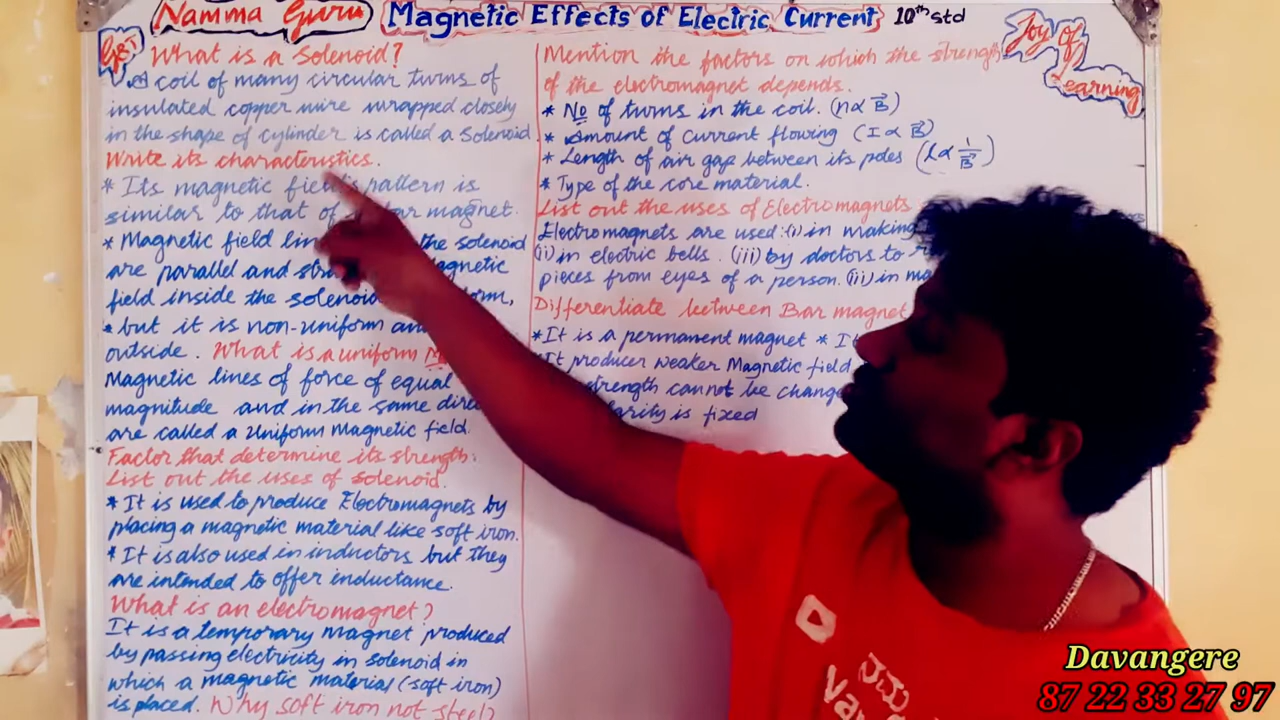 Namma Guru
Magnetic Effects of Electric Current 10th std
Joy of
Learning
What is a Solenoid?
A coil of many circular turns of
insulated copper wire wrapped closely
in the shape of cylinder is called a Solenoid
Write its characteristics.
* Its magnetic field's pattern is
similar to that of bar magnet.
* Magnetic field lin the solenoid
are parallel and magnetic
field inside the solenoid
* but it is non-uniform
outside. What is a uniform
Magnetic lines of force of equal
magnitude and in the same
are called a Uniform Magnetic field.
Factor that determine its strength:
List out the uses of solenoid.
* It is used to produce Electromagnets by
placing a magnetic material like soft iron.
* It is also used in inductors but they
are intended to offer inductance.
What is an electromagnet?
It is a temporary Magnet produced
by passing electricity in solenoid in
which a magnetic material (soft iron)
is placed. Why soft iron not steel?
Mention the factors on which the strength
of the electromagnet depends.
* No of turns in the coil. (n∝B⃗)
* Amount of current flowing (I∝B⃗)
* Length of air gap between its poles (l∝1/B⃗)
* Type of the core material.
List out the uses of Electromagnets
Electromagnets are used: (i) in making
(ii) in electric bells. (iii) by doctors to
pieces from eyes of a person. (iii) in ma
Differentiate between Bar magnet
* It is a permanent magnet * It
It producer weaker Magnetic field
strength cannot be change
larity is fixed
Davangere
87 22 33 27 97